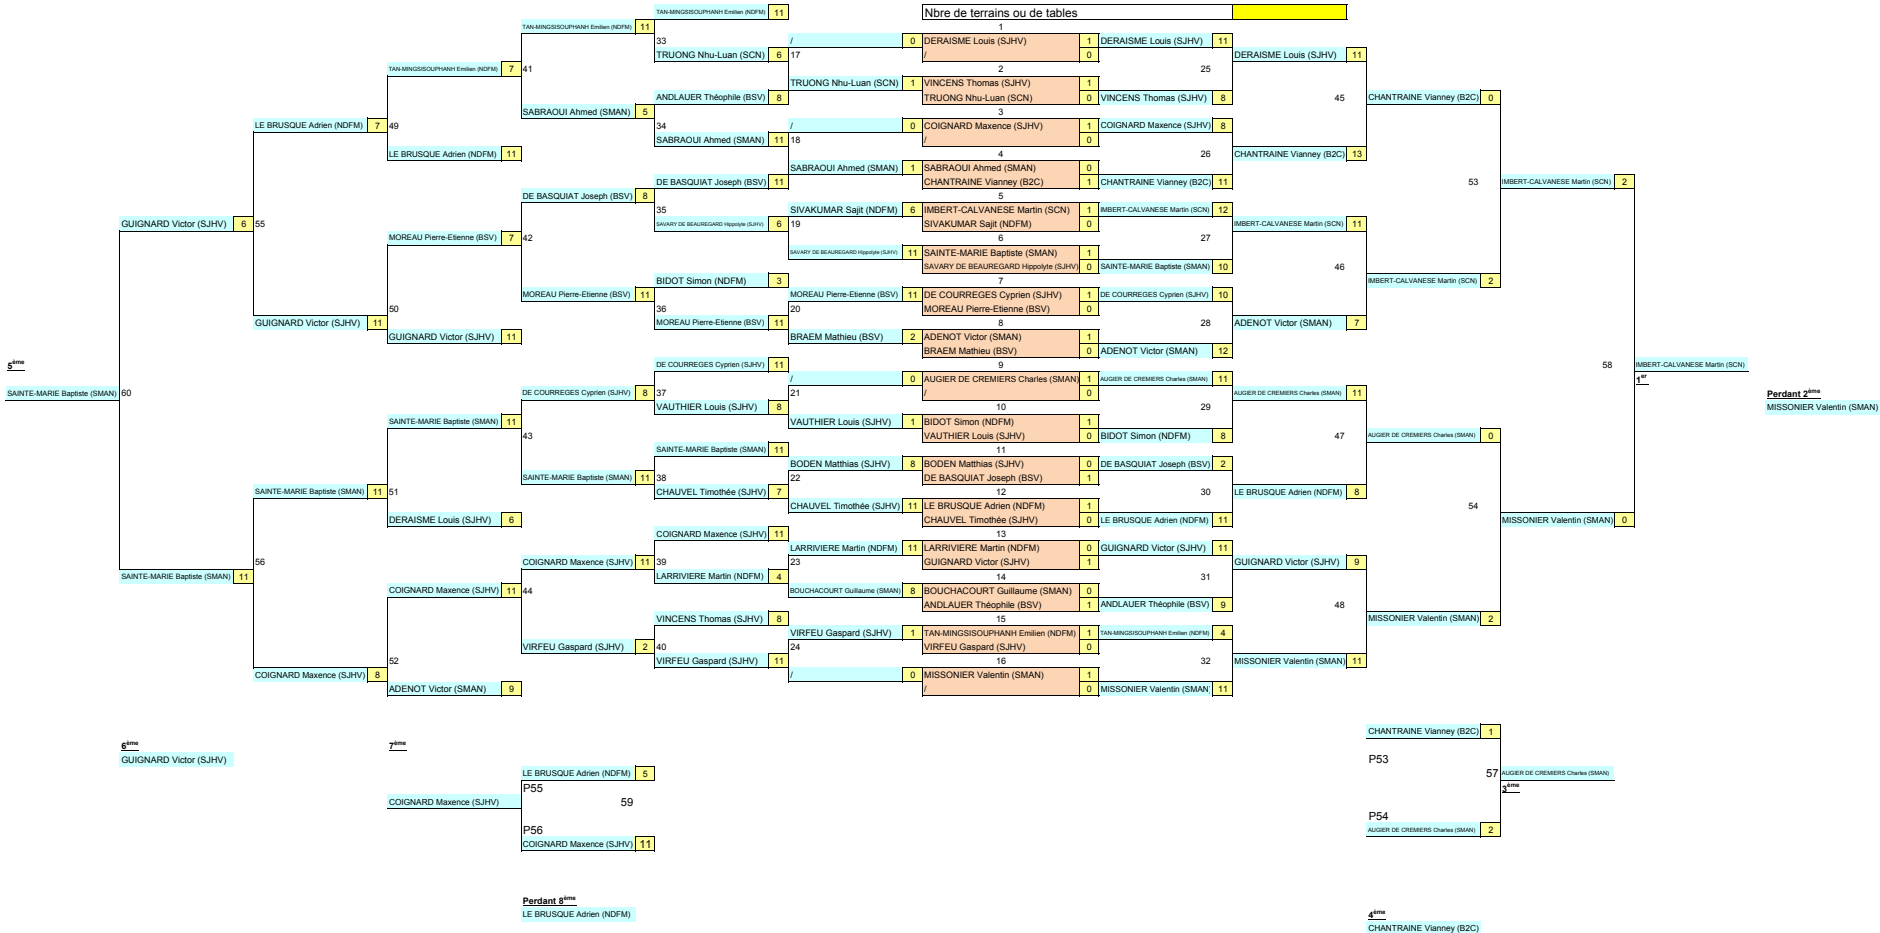 TAN-MINGSISOUPHANH Emilien (NDFM) 11 Nbre de terrains ou de tables
TAN-MINGSISOUPHANH Emilien (NDFM) 11 1
33 / 0 DERAISME Louis (SJHV) 1 DERAISME Louis (SJHV) 11
TRUONG Nhu-Luan (SCN) 6 17 / 0 DERAISME Louis (SJHV) 11
TAN-MINGSISOUPHANH Emilien (NDFM) 7 41 2 25
TRUONG Nhu-Luan (SCN) 1 VINCENS Thomas (SJHV) 1
ANDLAUER Théophile (BSV) 8 TRUONG Nhu-Luan (SCN) 0 VINCENS Thomas (SJHV) 8 45 CHANTRAINE Vianney (B2C) 0
SABRAOUI Ahmed (SMAN) 5 3
LE BRUSQUE Adrien (NDFM) 7 49 34 / 0 COIGNARD Maxence (SJHV) 1 COIGNARD Maxence (SJHV) 8
SABRAOUI Ahmed (SMAN) 11 18 / 0
LE BRUSQUE Adrien (NDFM) 11 4 26 CHANTRAINE Vianney (B2C) 13
SABRAOUI Ahmed (SMAN) 1 SABRAOUI Ahmed (SMAN) 0
DE BASQUIAT Joseph (BSV) 11 CHANTRAINE Vianney (B2C) 1 CHANTRAINE Vianney (B2C) 11 53 IMBERT-CALVANESE Martin (SCN) 2
DE BASQUIAT Joseph (BSV) 8 5
35 SIVAKUMAR Sajit (NDFM) 6 IMBERT-CALVANESE Martin (SCN) 1 IMBERT-CALVANESE Martin (SCN) 12
GUIGNARD Victor (SJHV) 6 55 SAVARY DE BEAUREGARD Hippolyte (SJHV) 6 19 SIVAKUMAR Sajit (NDFM) 0 IMBERT-CALVANESE Martin (SCN) 11
MOREAU Pierre-Etienne (BSV) 7 42 6 27
SAVARY DE BEAUREGARD Hippolyte (SJHV) 11 SAINTE-MARIE Baptiste (SMAN) 1
SAVARY DE BEAUREGARD Hippolyte (SJHV) 0 SAINTE-MARIE Baptiste (SMAN) 10 46
BIDOT Simon (NDFM) 3 7 IMBERT-CALVANESE Martin (SCN) 2
MOREAU Pierre-Etienne (BSV) 11 MOREAU Pierre-Etienne (BSV) 11 DE COURREGES Cyprien (SJHV) 1 DE COURREGES Cyprien (SJHV) 10
50 36 20 MOREAU Pierre-Etienne (BSV) 0
GUIGNARD Victor (SJHV) 11 MOREAU Pierre-Etienne (BSV) 11 8 28 ADENOT Victor (SMAN) 7
GUIGNARD Victor (SJHV) 11 BRAEM Mathieu (BSV) 2 ADENOT Victor (SMAN) 1
BRAEM Mathieu (BSV) 0 ADENOT Victor (SMAN) 12
5ème DE COURREGES Cyprien (SJHV) 11 9 58 IMBERT-CALVANESE Martin (SCN)
/ 0 AUGIER DE CREMIERS Charles (SMAN) 1 AUGIER DE CREMIERS Charles (SMAN) 11 1er
SAINTE-MARIE Baptiste (SMAN) 60 DE COURREGES Cyprien (SJHV) 8 37 21 / 0 AUGIER DE CREMIERS Charles (SMAN) 11 Perdant 2ème
VAUTHIER Louis (SJHV) 8 10 29 MISSONIER Valentin (SMAN)
SAINTE-MARIE Baptiste (SMAN) 11 VAUTHIER Louis (SJHV) 1 BIDOT Simon (NDFM) 1
43 VAUTHIER Louis (SJHV) 0 BIDOT Simon (NDFM) 8 47 AUGIER DE CREMIERS Charles (SMAN) 0
SAINTE-MARIE Baptiste (SMAN) 11 11
BODEN Matthias (SJHV) 8 BODEN Matthias (SJHV) 0 DE BASQUIAT Joseph (BSV) 2
SAINTE-MARIE Baptiste (SMAN) 11 38 22 DE BASQUIAT Joseph (BSV) 1
SAINTE-MARIE Baptiste (SMAN) 11 51 CHAUVEL Timothée (SJHV) 7 12 30 LE BRUSQUE Adrien (NDFM) 8
CHAUVEL Timothée (SJHV) 11 LE BRUSQUE Adrien (NDFM) 1 54
DERAISME Louis (SJHV) 6 CHAUVEL Timothée (SJHV) 0 LE BRUSQUE Adrien (NDFM) 11 MISSONIER Valentin (SMAN) 0
COIGNARD Maxence (SJHV) 11 13
LARRIVIERE Martin (NDFM) 11 LARRIVIERE Martin (NDFM) 0 GUIGNARD Victor (SJHV) 11
56 COIGNARD Maxence (SJHV) 11 39 23 GUIGNARD Victor (SJHV) 1 GUIGNARD Victor (SJHV) 9
SAINTE-MARIE Baptiste (SMAN) 11 LARRIVIERE Martin (NDFM) 4 14 31
COIGNARD Maxence (SJHV) 11 44 BOUCHACOURT Guillaume (SMAN) 8 BOUCHACOURT Guillaume (SMAN) 0
ANDLAUER Théophile (BSV) 1 ANDLAUER Théophile (BSV) 9 48
VINCENS Thomas (SJHV) 8 15 MISSONIER Valentin (SMAN) 2
VIRFEU Gaspard (SJHV) 1 TAN-MINGSISOUPHANH Emilien (NDFM) 1 TAN-MINGSISOUPHANH Emilien (NDFM) 4
VIRFEU Gaspard (SJHV) 2 40 24 VIRFEU Gaspard (SJHV) 0
52 VIRFEU Gaspard (SJHV) 11 16 32 MISSONIER Valentin (SMAN) 11
COIGNARD Maxence (SJHV) 8 / 0 MISSONIER Valentin (SMAN) 1
ADENOT Victor (SMAN) 9 / 0 MISSONIER Valentin (SMAN) 11
CHANTRAINE Vianney (B2C) 1
6ème 7ème
GUIGNARD Victor (SJHV) P53
LE BRUSQUE Adrien (NDFM) 5 57 AUGIER DE CREMIERS Charles (SMAN)
P55 3ème
COIGNARD Maxence (SJHV) 59
P54
P56 AUGIER DE CREMIERS Charles (SMAN) 2
COIGNARD Maxence (SJHV) 11
Perdant 8ème
LE BRUSQUE Adrien (NDFM) 4ème
CHANTRAINE Vianney (B2C)